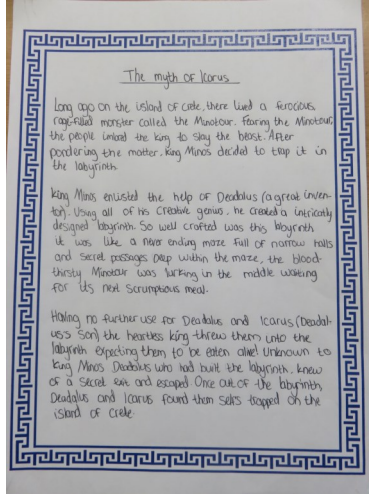 The myth of Icarus
Long ago on the island of crete, there lived a ferocious,
rage-filled monster called the Minotour. Fearing the Minotour,
the people implored the king to slay the beast. After
pondering the matter. King Minos decided to trap it in
the labyrinth
King Minos enlisted the help of Deadalus (a great inven-
tor). Using all of his creative genius. he created a intricatly
designed labyrinth. So well crafted was this labyrinth
it was like a never ending maze full of narrow halls
and secret passages Deep within the maze, the blood-
thirsty Minotaur was lurking in the middle waiting
for its next scrumptious meal.
Having no further use for Deadalus and Icarus (Deadal-
us's son) the heartless king threw them into the
labyrinth expecting them to be eaten alive! Unknown to
King Minos Deadalus who had built the labyrinth. knew
of a secret exit and escaped. Once out of the labyrinth,
Deadalus and Icarus found them selfs trapped on the
island of Crete